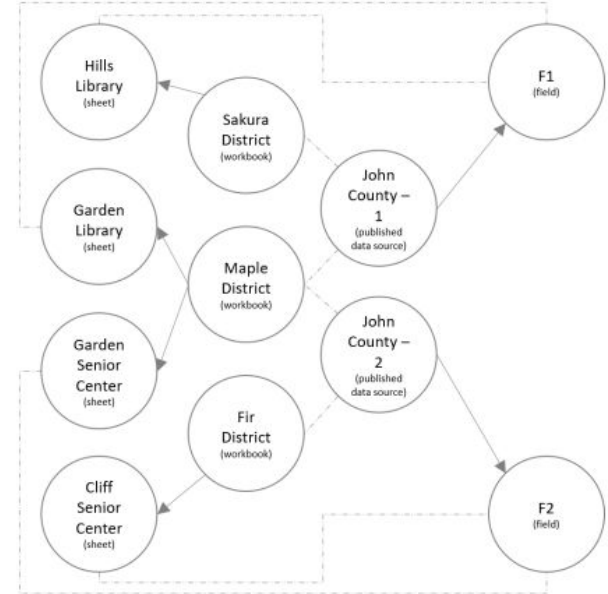 Hills
Library
(sheet)
Sakura
District
(workbook)
F1
(field)
John
County –
1
(published
data source)
Garden
Library
(sheet)
Maple
District
(workbook)
John
County –
2
(published
data source)
Garden
Senior
Center
(sheet)
Fir
District
(workbook)
Cliff
Senior
Center
(sheet)
F2
(field)